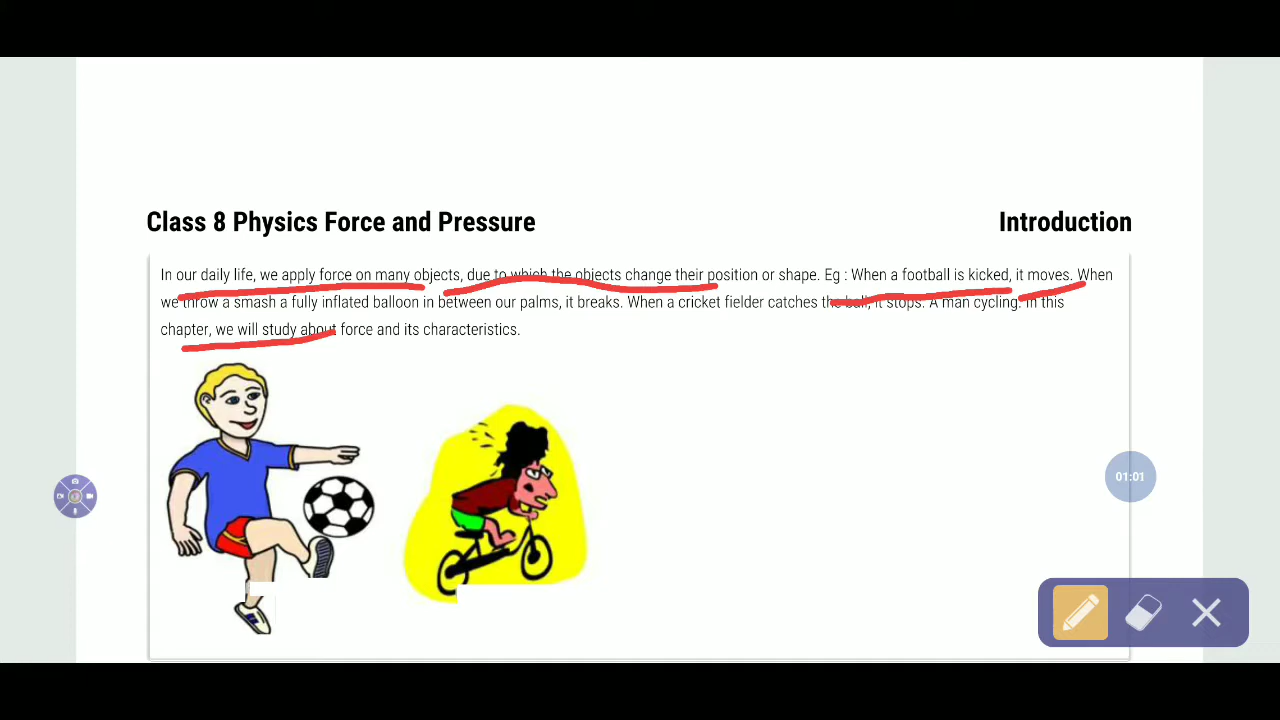 Class 8 Physics Force and Pressure Introduction
In our daily life, we apply force on many objects, due to which the objects change their position or shape. Eg : When a football is kicked, it moves. When
we throw a smash a fully inflated balloon in between our palms, it breaks. When a cricket fielder catches the ball, it stops. A man cycling. In this
chapter, we will study about force and its characteristics.
01:01